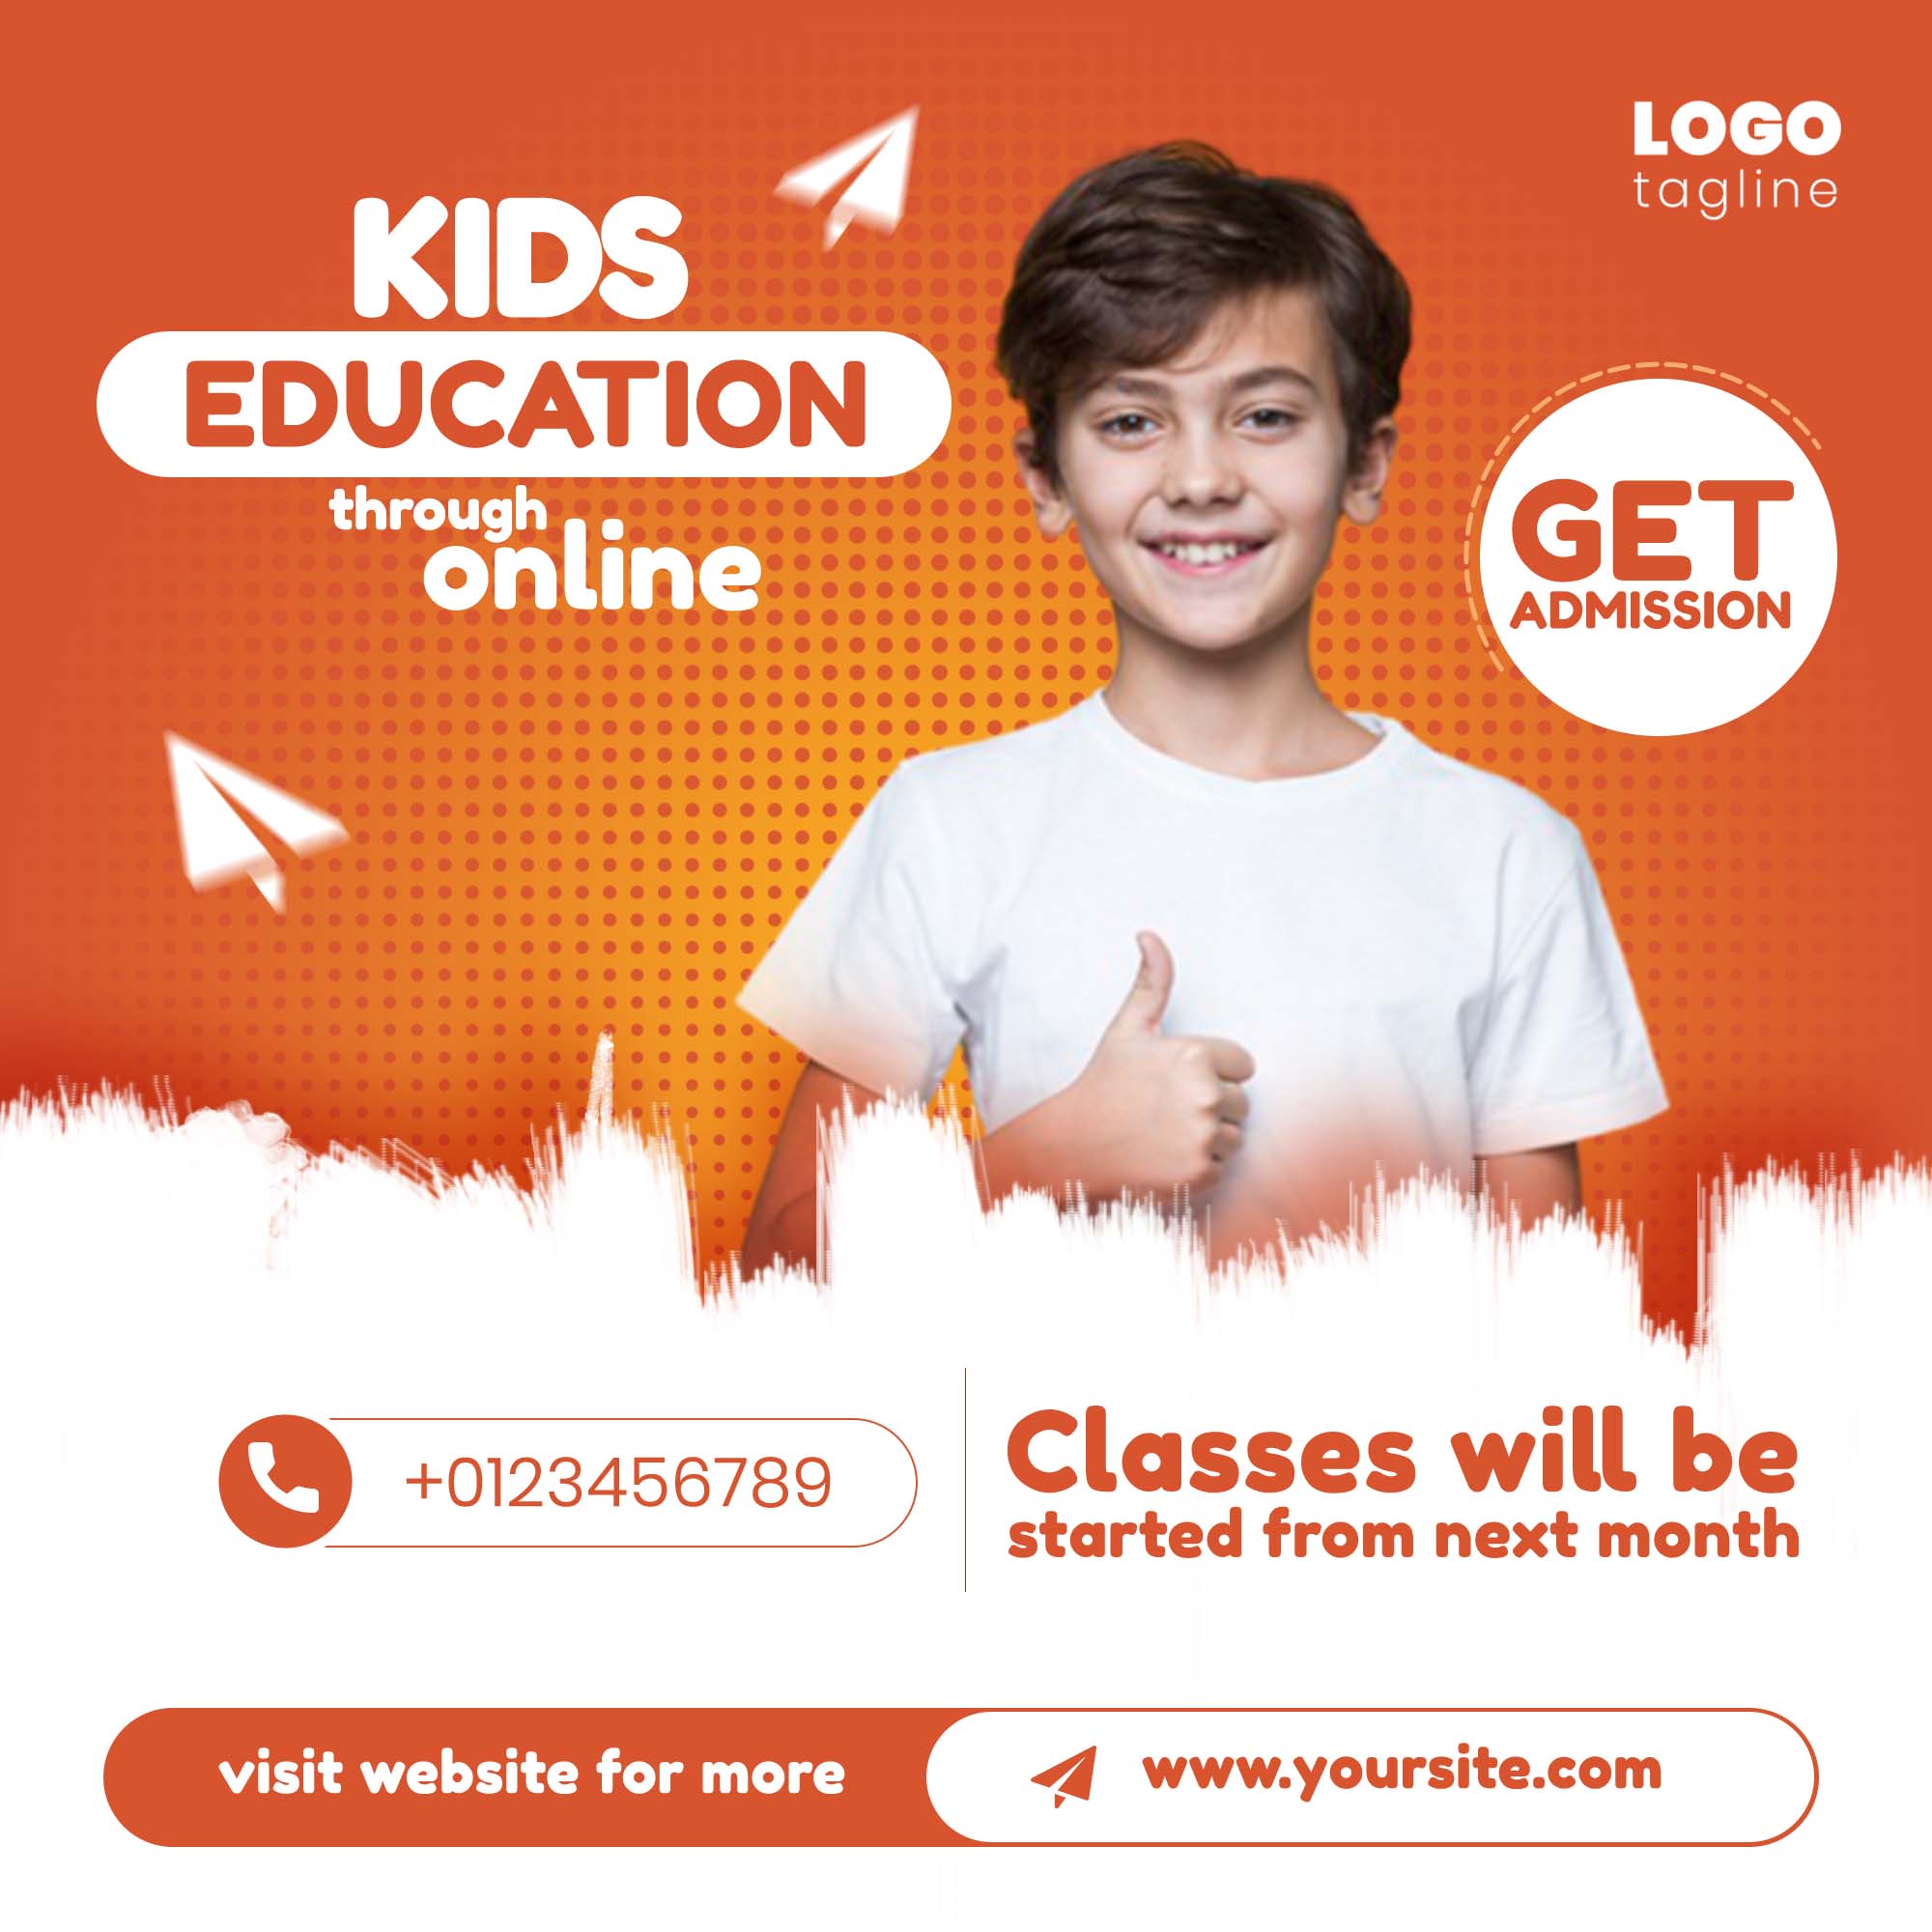 LOGO
tagline
KIDS
EDUCATION
through
online
GET
ADMISSION
+0123456789
Classes will be
started from next month
visit website for more
www.yoursite.com